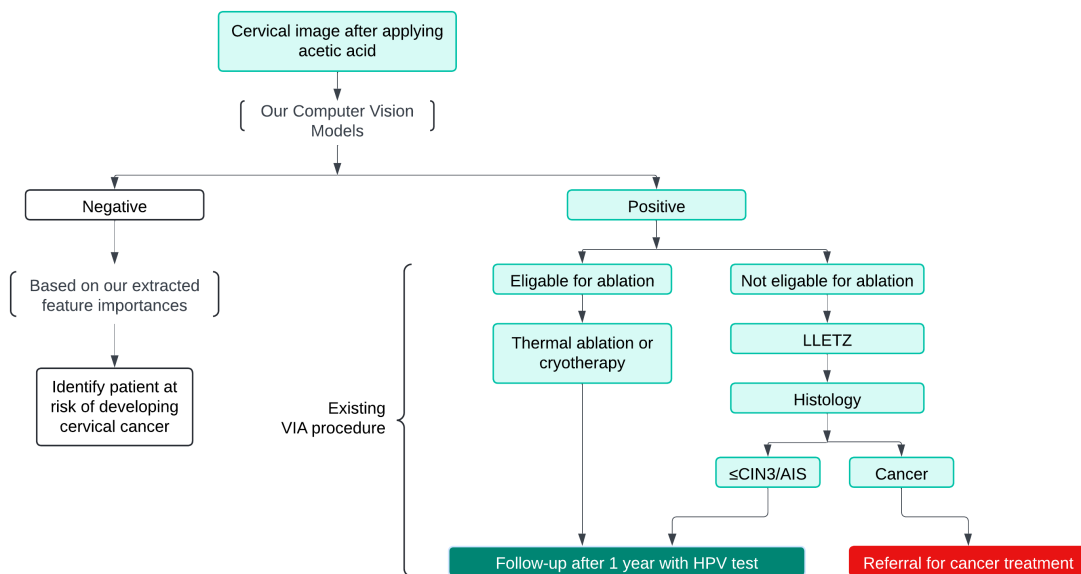 Cervical image after applying
acetic acid
Our Computer Vision
Models
Negative
Positive
Based on our extracted
feature importances
Identify patient at
risk of developing
cervical cancer
Existing
VIA procedure
Eligable for ablation
Not eligible for ablation
Thermal ablation or
cryotherapy
LLETZ
Histology
≤CIN3/AIS
Cancer
Follow-up after 1 year with HPV test
Referral for cancer treatment